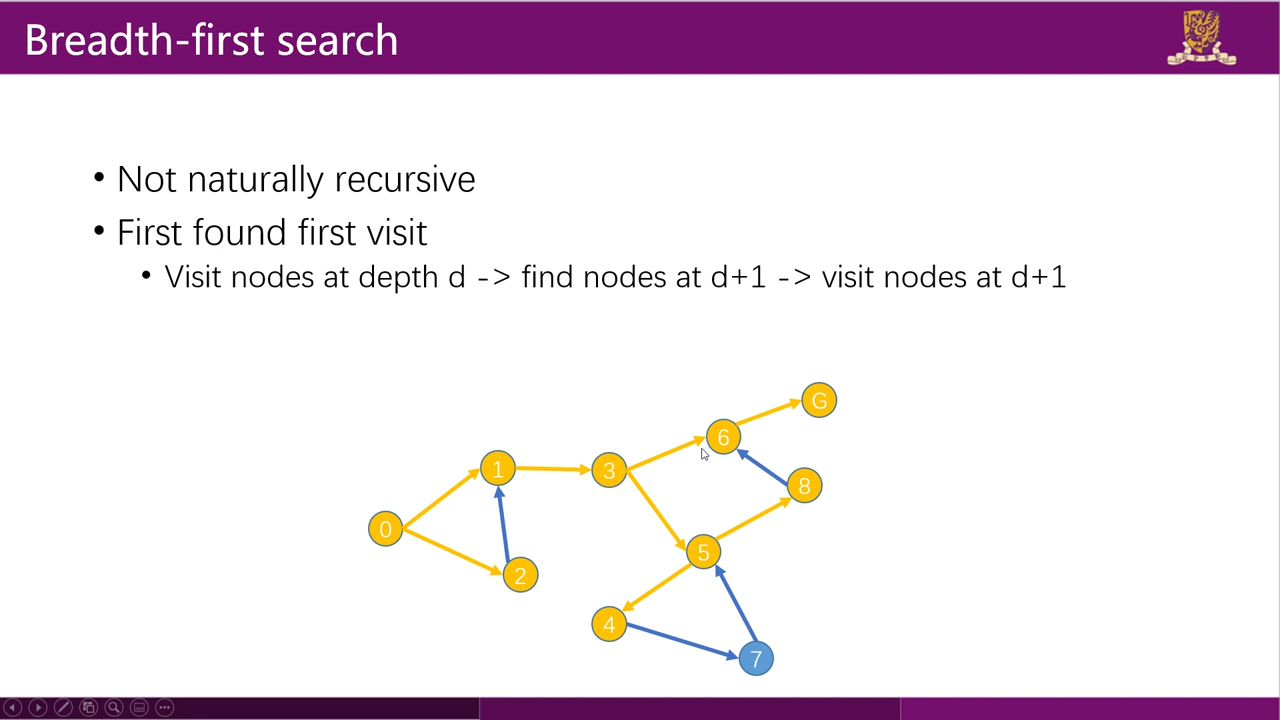 Breadth-first search
• Not naturally recursive
• First found first visit
• Visit nodes at depth d -> find nodes at d+1 -> visit nodes at d+1
G
6
1
3
8
0
5
2
4
7